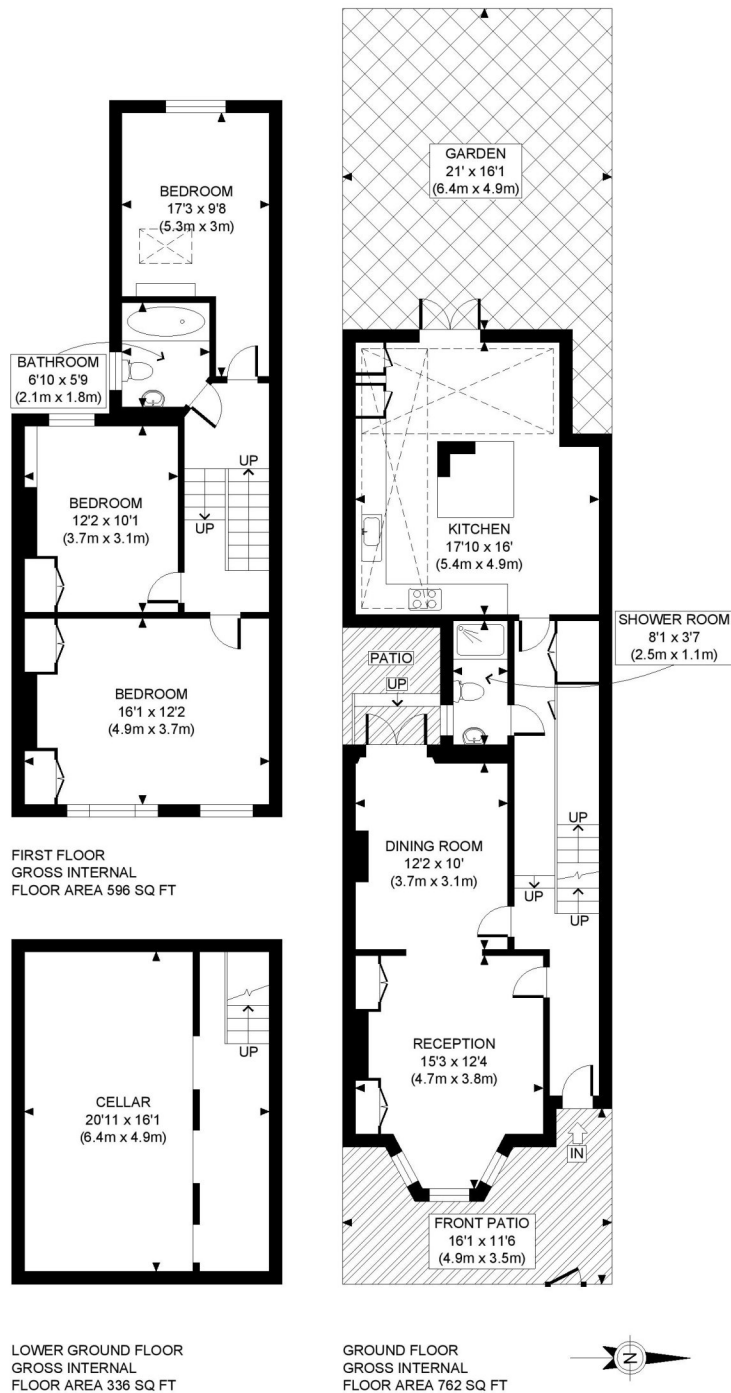 BEDROOM
17'3 x 9'8
(5.3m x 3m)
BATHROOM
6'10 x 5'9
(2.1m x 1.8m)
UP
UP
BEDROOM
12'2 x 10'1
(3.7m x 3.1m)
BEDROOM
16'1 x 12'2
(4.9m x 3.7m)
FIRST FLOOR
GROSS INTERNAL
FLOOR AREA 596 SQ FT
UP
CELLAR
20'11 x 16'1
(6.4m x 4.9m)
LOWER GROUND FLOOR
GROSS INTERNAL
FLOOR AREA 336 SQ FT
GARDEN
21' x 16'1
(6.4m x 4.9m)
KITCHEN
17'10 x 16'
(5.4m x 4.9m)
SHOWER ROOM
8'1 x 3'7
(2.5m x 1.1m)
PATIO
UP
UP
UP
UP
DINING ROOM
12'2 x 10'
(3.7m x 3.1m)
RECEPTION
15'3 x 12'4
(4.7m x 3.8m)
IN
FRONT PATIO
16'1 x 11'6
(4.9m x 3.5m)
GROUND FLOOR
GROSS INTERNAL
FLOOR AREA 762 SQ FT
N